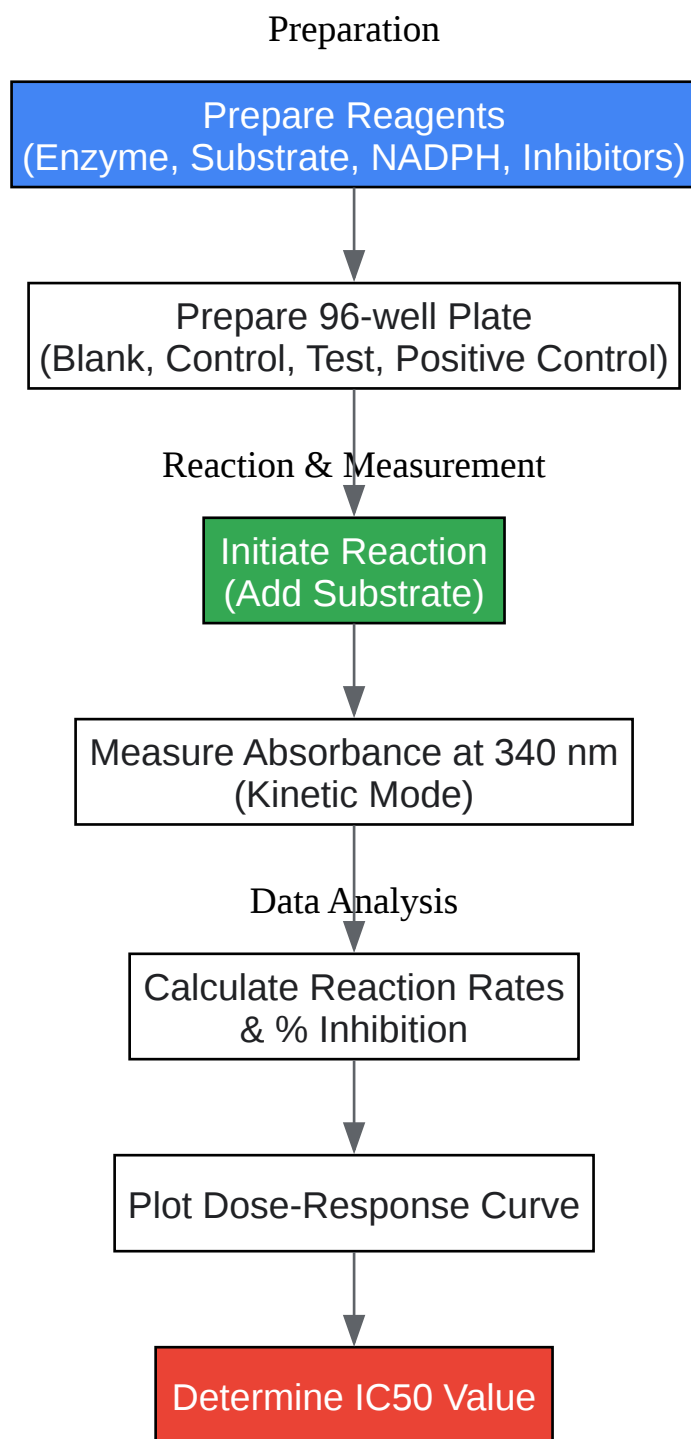 Preparation
Prepare Reagents
(Enzyme, Substrate, NADPH, Inhibitors)
Prepare 96-well Plate
(Blank, Control, Test, Positive Control)
Reaction & Measurement
Initiate Reaction
(Add Substrate)
Measure Absorbance at 340 nm
(Kinetic Mode)
Data Analysis
Calculate Reaction Rates
& % Inhibition
Plot Dose-Response Curve
Determine IC50 Value